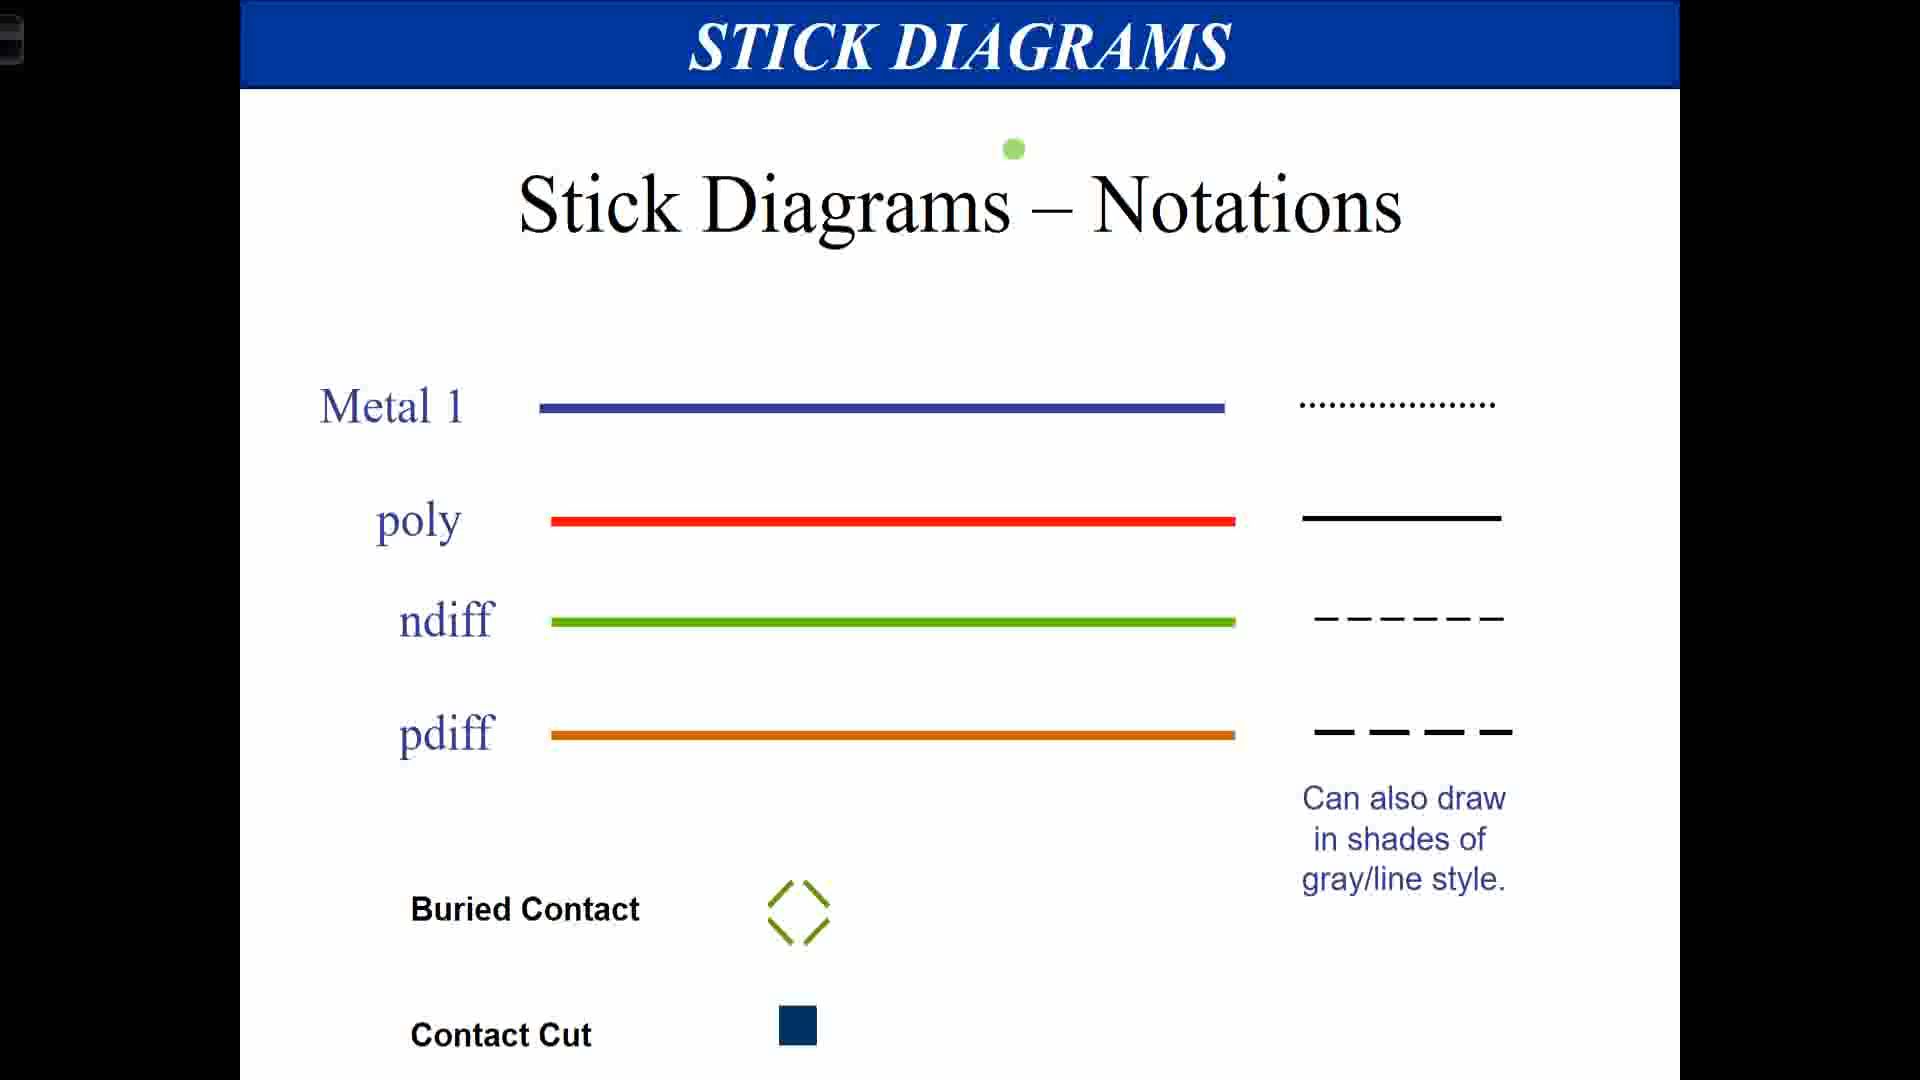 STICK DIAGRAMS
Stick Diagrams – Notations
Metal 1
poly
ndiff
pdiff
Can also draw
in shades of
gray/line style.
Buried Contact
Contact Cut